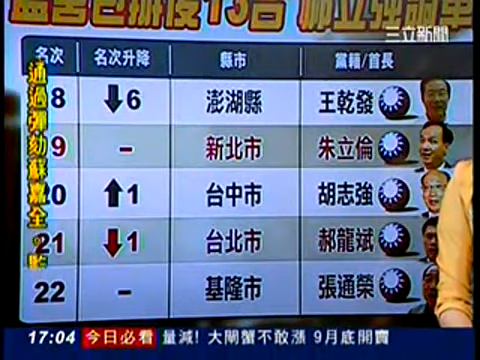 三立新聞
名次 名次升降 縣市 黨籍/首長
8 6 澎湖縣 王乾發
9 – 新北市 朱立倫
0 1 台中市 胡志強
21 1 台北市 郝龍斌
22 – 基隆市 張通榮
通過彈劾蘇嘉全。監
17:04 今日必看 量減! 大閘蟹不敢漲 9月底開賣